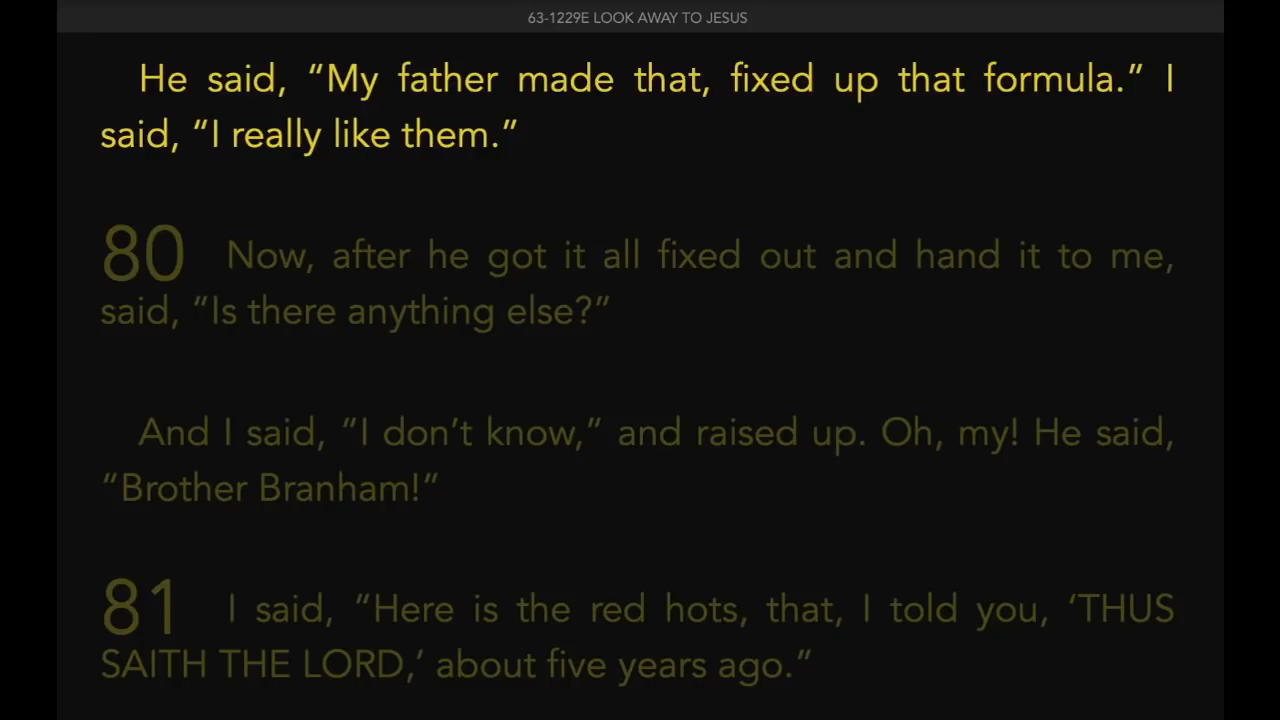 63-1229E LOOK AWAY TO JESUS
He said, “My father made that, fixed up that formula.” I
said, “I really like them.”
80 Now, after he got it all fixed out and hand it to me,
said, “Is there anything else?”
And I said, “I don’t know,” and raised up. Oh, my! He said,
“Brother Branham!”
81 I said, “Here is the red hots, that, I told you, ‘THUS
SAITH THE LORD,’ about five years ago.”